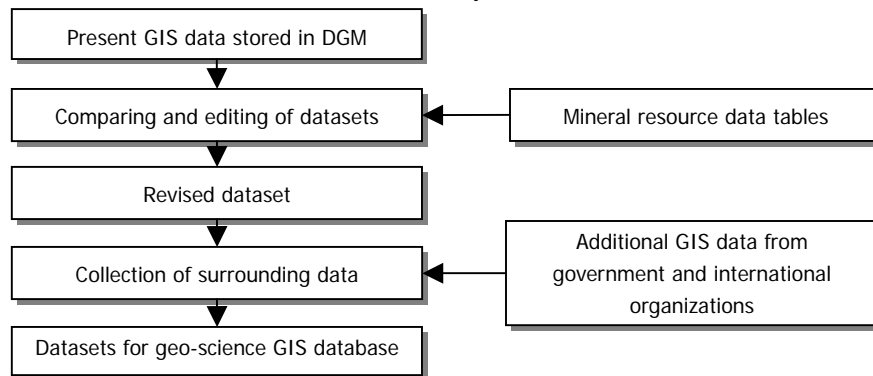 Present GIS data stored in DGM
Comparing and editing of datasets
Mineral resource data tables
Revised dataset
Collection of surrounding data
Additional GIS data from
government and international
organizations
Datasets for geo-science GIS database